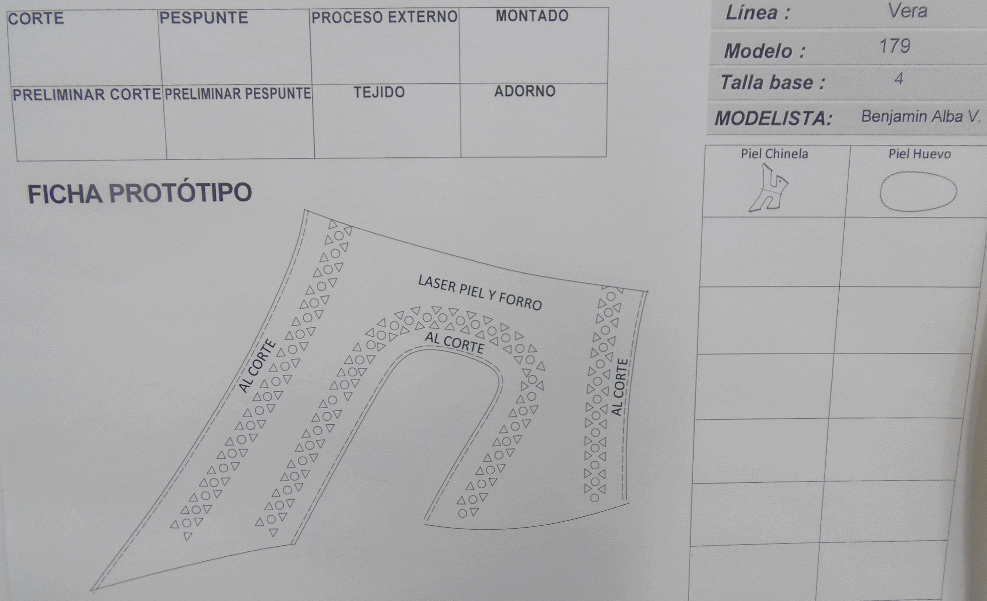 CORTE
PESPUNTE
PROCESO EXTERNO
MONTADO
PRELIMINAR CORTE
PRELIMINAR PESPUNTE
TEJIDO
ADORNO
Línea : Vera
Modelo : 179
Talla base : 4
MODELISTA: Benjamin Alba V.
Piel Chinela
Piel Huevo
FICHA PROTÓTIPO
LASER PIEL Y FORRO
AL CORTE
AL CORTE
AL CORTE